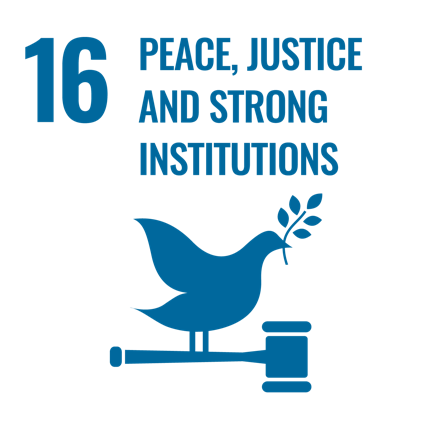 16
PEACE, JUSTICE
AND STRONG
INSTITUTIONS